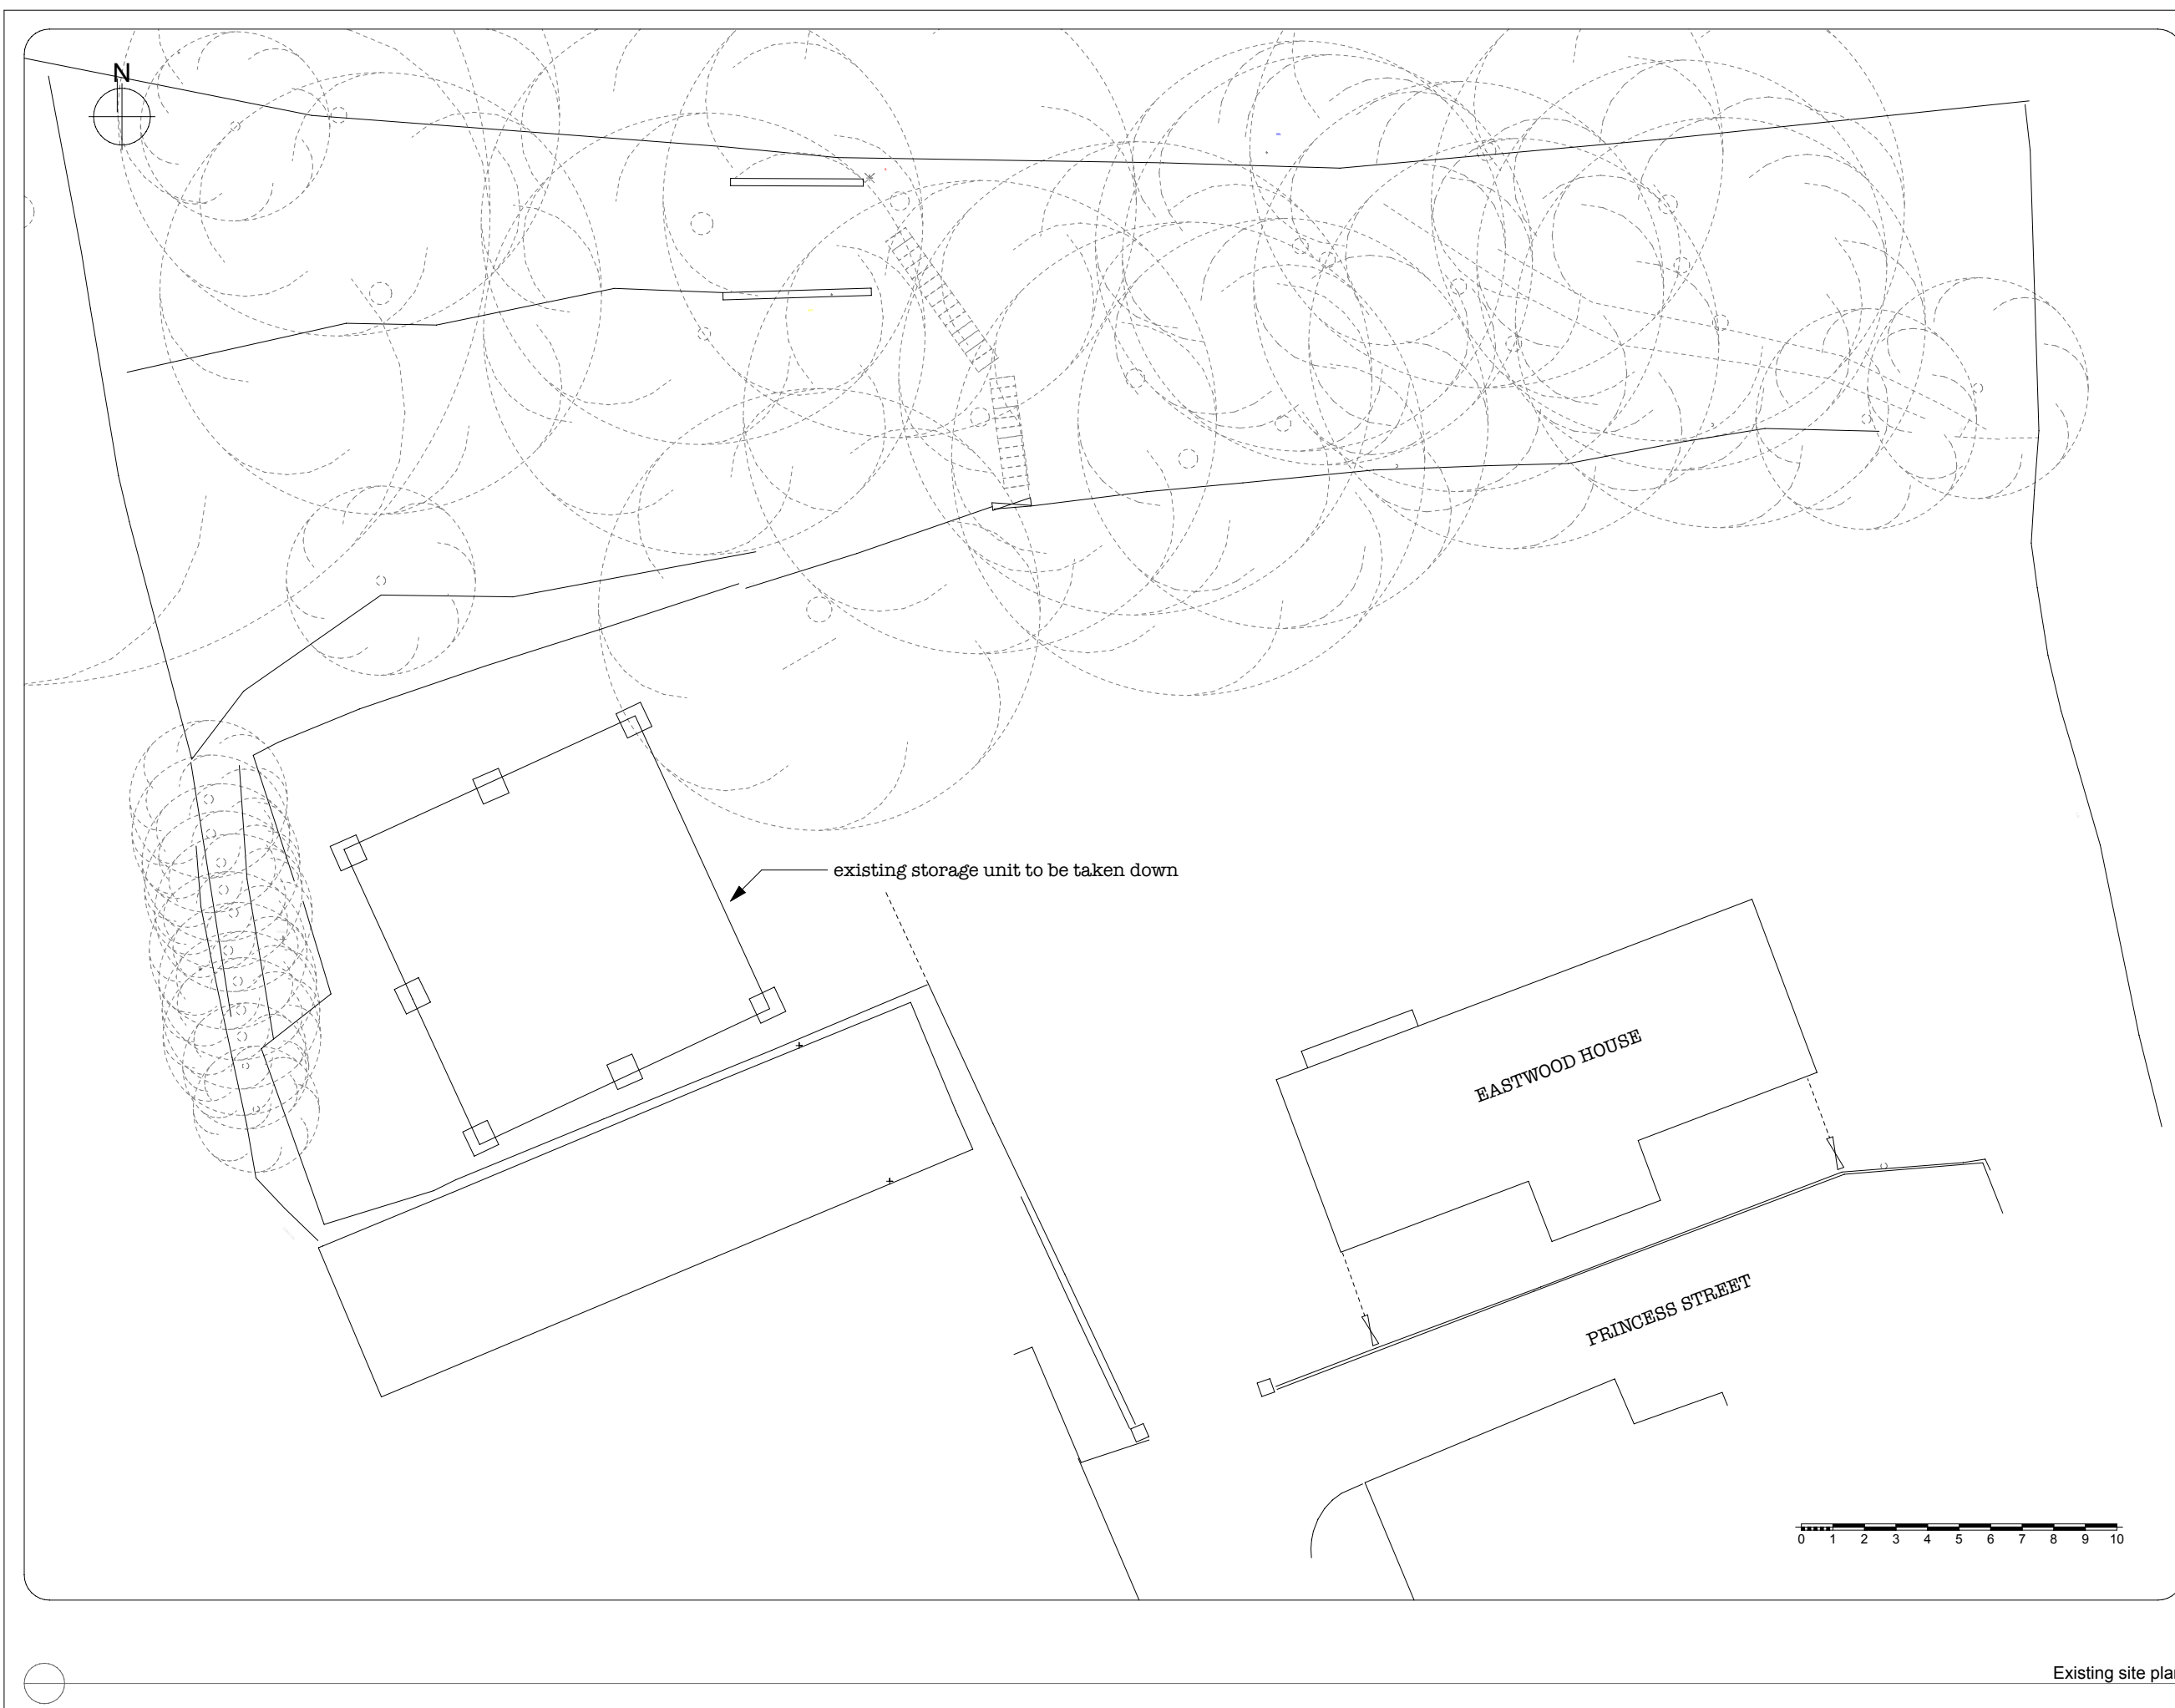 N
existing storage unit to be taken down
EASTWOOD HOUSE
PRINCESS STREET
0 1 2 3 4 5 6 7 8 9 10
Existing site plan